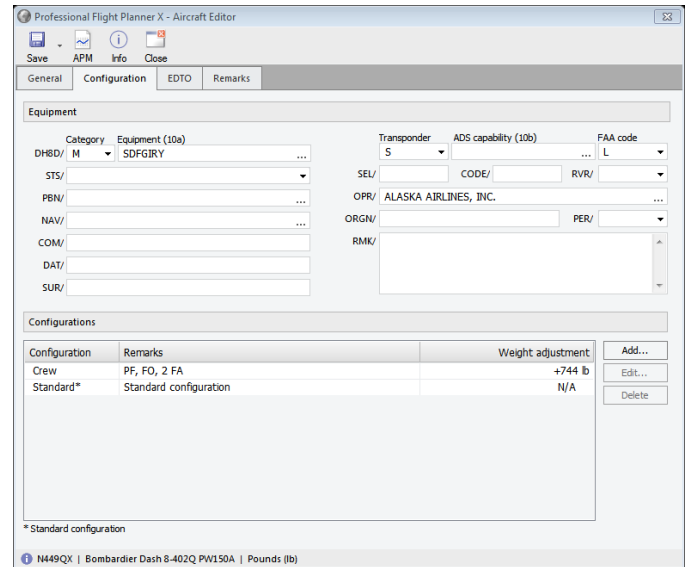 Professional Flight Planner X - Aircraft Editor
Save APM Info Close
General Configuration EDTO Remarks
Equipment
Category Equipment (10a) Transponder ADS capability (10b) FAA code
DH8D/ M SDFGIRY ... S ... L
STS/ SEL/ CODE/ RVR/
PBN/ ... OPR/ ALASKA AIRLINES, INC. ...
NAV/ ... ORGN/ PER/
COM/ RMK/
DAT/
SUR/
Configurations
Configuration Remarks Weight adjustment Add...
Crew PF, FO, 2 FA +744 lb Edit...
Standard* Standard configuration N/A Delete
* Standard configuration
N449QX | Bombardier Dash 8-402Q PW150A | Pounds (lb)